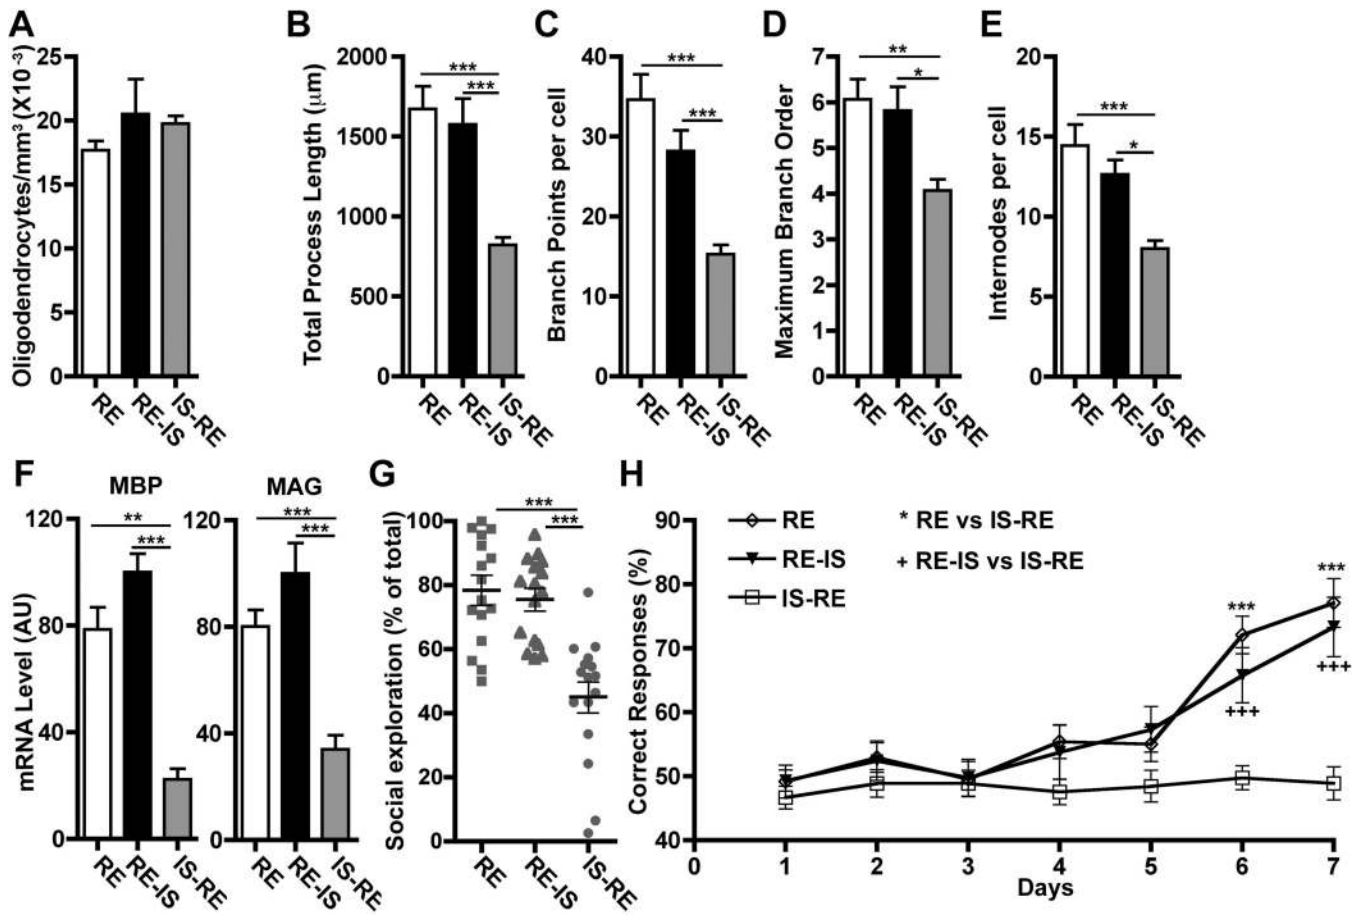 A
Oligodendrocytes/mm³ (X10⁻³)
25
20
15
10
5
0
RE
RE-IS
IS-RE
B
Total Process Length (μm)
2000
1500
1000
500
0
***
***
RE
RE-IS
IS-RE
C
Branch Points per cell
40
30
20
10
0
***
***
RE
RE-IS
IS-RE
D
Maximum Branch Order
7
6
5
4
3
2
1
0
**
*
RE
RE-IS
IS-RE
E
Internodes per cell
20
15
10
5
0
***
*
RE
RE-IS
IS-RE
F
mRNA Level (AU)
MBP
120
80
40
0
**
***
RE
RE-IS
IS-RE
MAG
120
80
40
0
***
***
RE
RE-IS
IS-RE
G
Social exploration (% of total)
100
80
60
40
20
0
***
***
RE
RE-IS
IS-RE
H
Correct Responses (%)
90
80
70
60
50
40
RE
RE-IS
IS-RE
* RE vs IS-RE
+ RE-IS vs IS-RE
***
***
+++
+++
0 1 2 3 4 5 6 7
Days